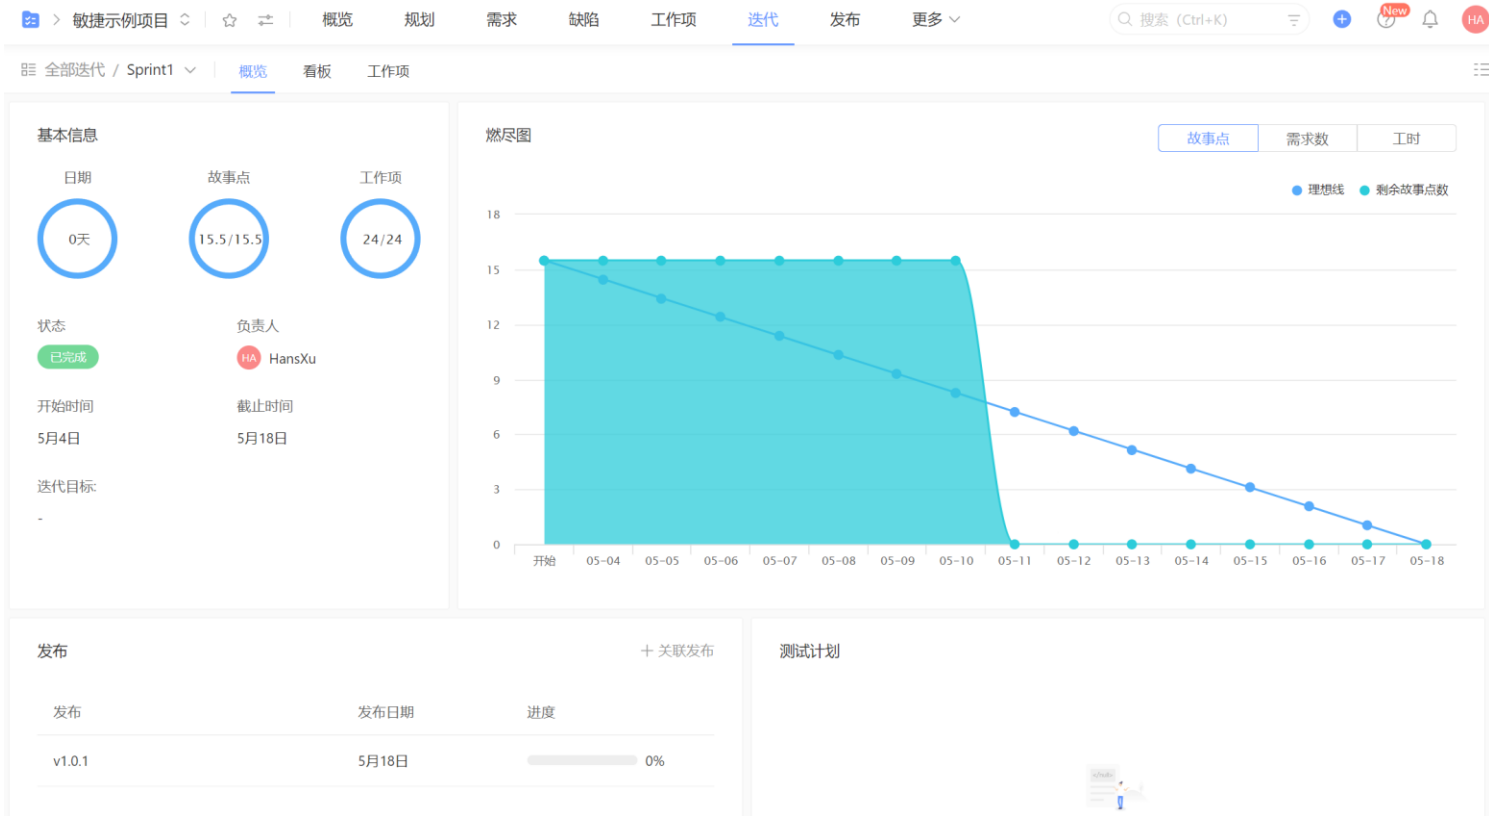 敏捷示例项目 概览 规划 需求 缺陷 工作项 迭代 发布 更多 搜索 (Ctrl+K) New HA
全部迭代 / Sprint1 概览 看板 工作项
基本信息
日期 故事点 工作项
0天 15.5/15.5 24/24
状态 负责人
已完成 HA HansXu
开始时间 截止时间
5月4日 5月18日
迭代目标:
-
燃尽图 故事点 需求数 工时
理想线 剩余故事点数
18
15
12
9
6
3
0
开始 05-04 05-05 05-06 05-07 05-08 05-09 05-10 05-11 05-12 05-13 05-14 05-15 05-16 05-17 05-18
发布 + 关联发布
发布 发布日期 进度
v1.0.1 5月18日 0%
测试计划